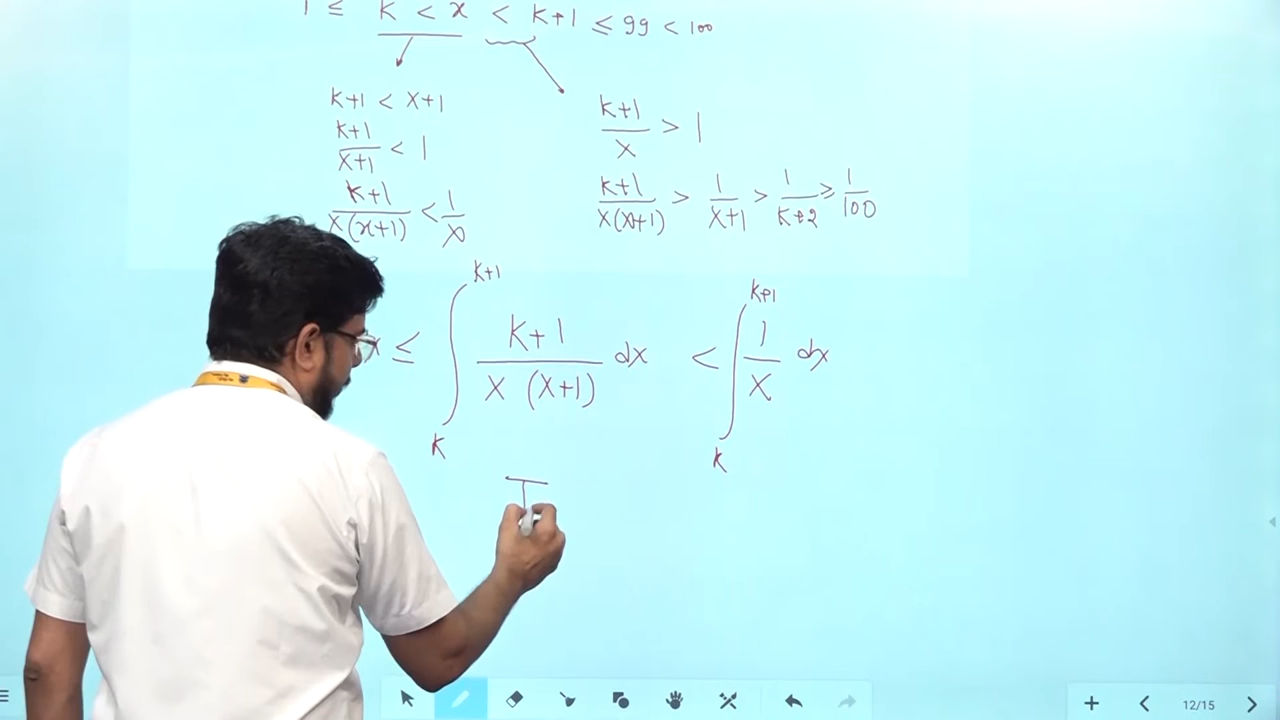 1 ≤ K < x < K+1 ≤ 99 < 100
K+1 < x+1
K+1/x > 1
K+1/x+1 < 1
K+1/x(x+1) < 1/x
K+1/x(x+1) > 1/x+1 > 1/K+2 ≥ 1/100
x ≤ ∫ K K+1 K+1/x (x+1) dx < ∫ K K+1 1/x dx
I
12/15